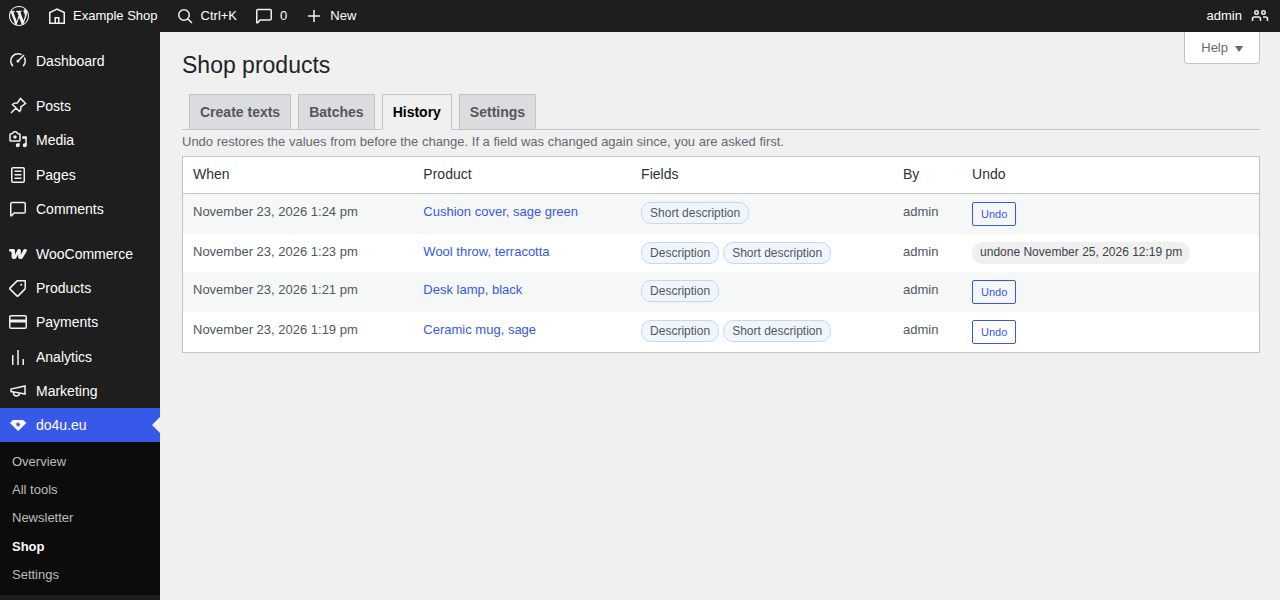 Example Shop Ctrl+K 0 New admin
Help
Dashboard
Posts
Media
Pages
Comments
WooCommerce
Products
Payments
Analytics
Marketing
do4u.eu
Overview
All tools
Newsletter
Shop
Settings
Shop products
Create texts Batches History Settings
Undo restores the values from before the change. If a field was changed again since, you are asked first.
When Product Fields By Undo
November 23, 2026 1:24 pm Cushion cover, sage green Short description admin Undo
November 23, 2026 1:23 pm Wool throw, terracotta Description Short description admin undone November 25, 2026 12:19 pm
November 23, 2026 1:21 pm Desk lamp, black Description admin Undo
November 23, 2026 1:19 pm Ceramic mug, sage Description Short description admin Undo